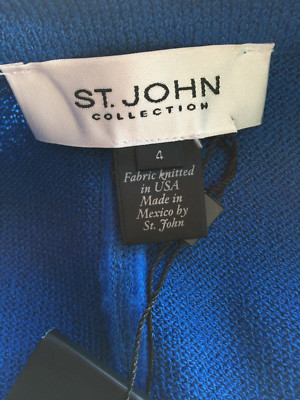 ST. JOHN
COLLECTION
4
Fabric knitted
in USA
Made in
Mexico by
St. John